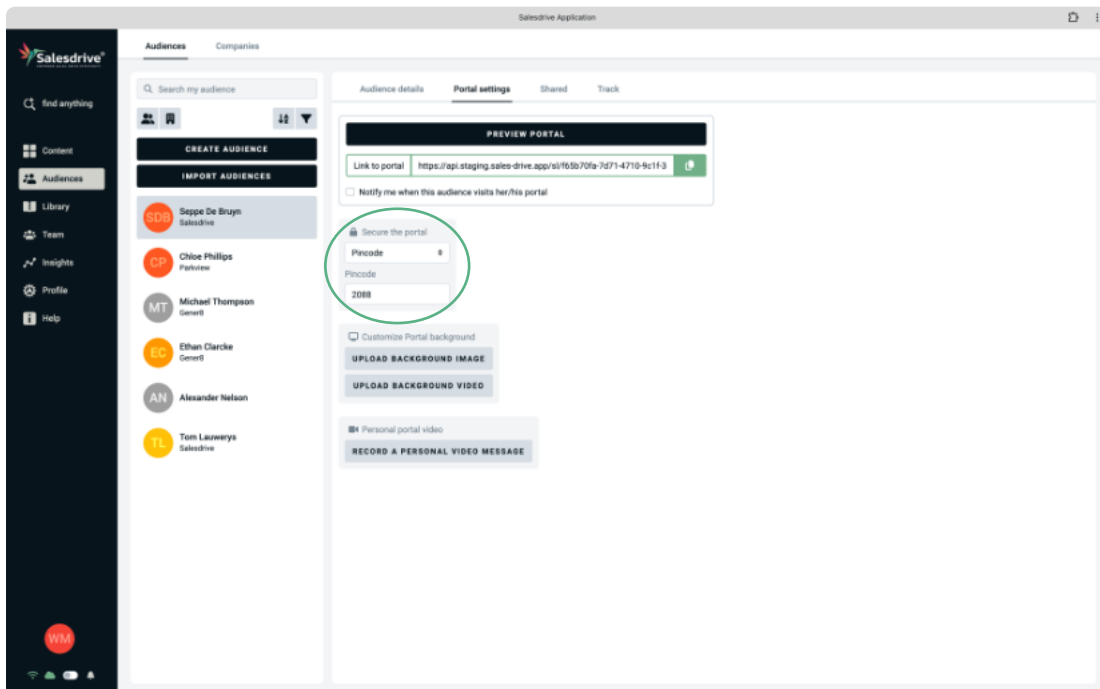 Salesdrive Application
Salesdrive®
find anything
Content
Audiences
Library
Team
Insights
Profile
Help
WM
Audiences Companies
Search my audience
CREATE AUDIENCE
IMPORT AUDIENCES
SDB
Seppe De Bruyn
Salesdrive
CP
Chloe Phillips
Parkview
MT
Michael Thompson
Gener8
EC
Ethan Clarcke
Gener8
AN
Alexander Nelson
TL
Tom Lauwerys
Salesdrive
Audience details Portal settings Shared Track
PREVIEW PORTAL
Link to portal https://api.staging.sales-drive.app/sl/f65b70fa-7d71-4710-9c1f-3
Notify me when this audience visits her/his portal
Secure the portal
Pincode
Pincode
2088
Customize Portal background
UPLOAD BACKGROUND IMAGE
UPLOAD BACKGROUND VIDEO
Personal portal video
RECORD A PERSONAL VIDEO MESSAGE